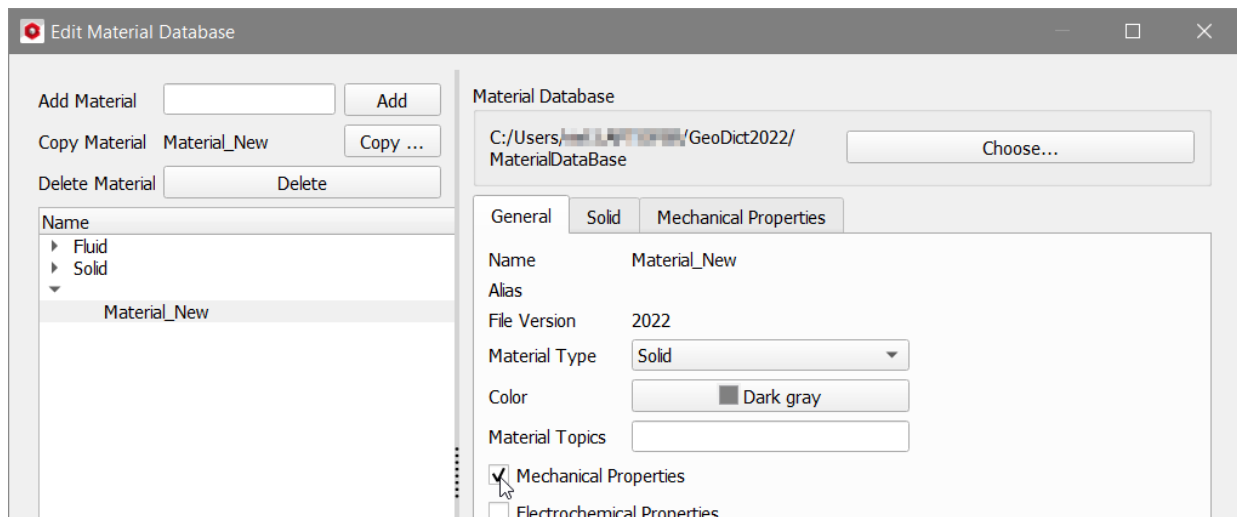 Edit Material Database
Add Material
Add
Copy Material Material_New
Copy ...
Delete Material
Delete
Name
Fluid
Solid
Material_New
Material Database
C:/Users/ /GeoDict2022/
MaterialDataBase
Choose...
General Solid Mechanical Properties
Name Material_New
Alias
File Version 2022
Material Type Solid
Color Dark gray
Material Topics
Mechanical Properties
Electrochemical Properties